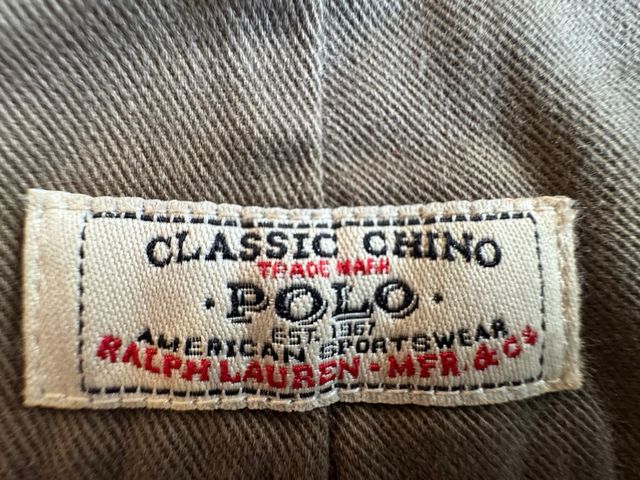 CLASSIC CHINO
TRADE MARK
·POLO·
EST. 1967
AMERICAN SPORTSWEAR
RALPH LAUREN - MFR. & Co